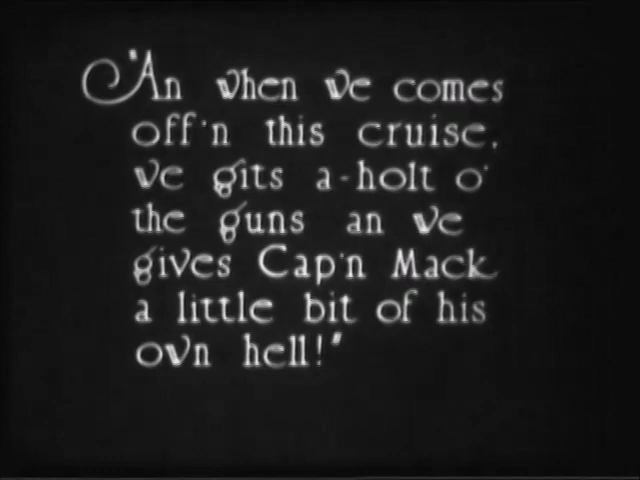 "An when we comes
off'n this cruise,
we gits a-holt o'
the guns an we
gives Cap'n Mack
a little bit of his
own hell!"